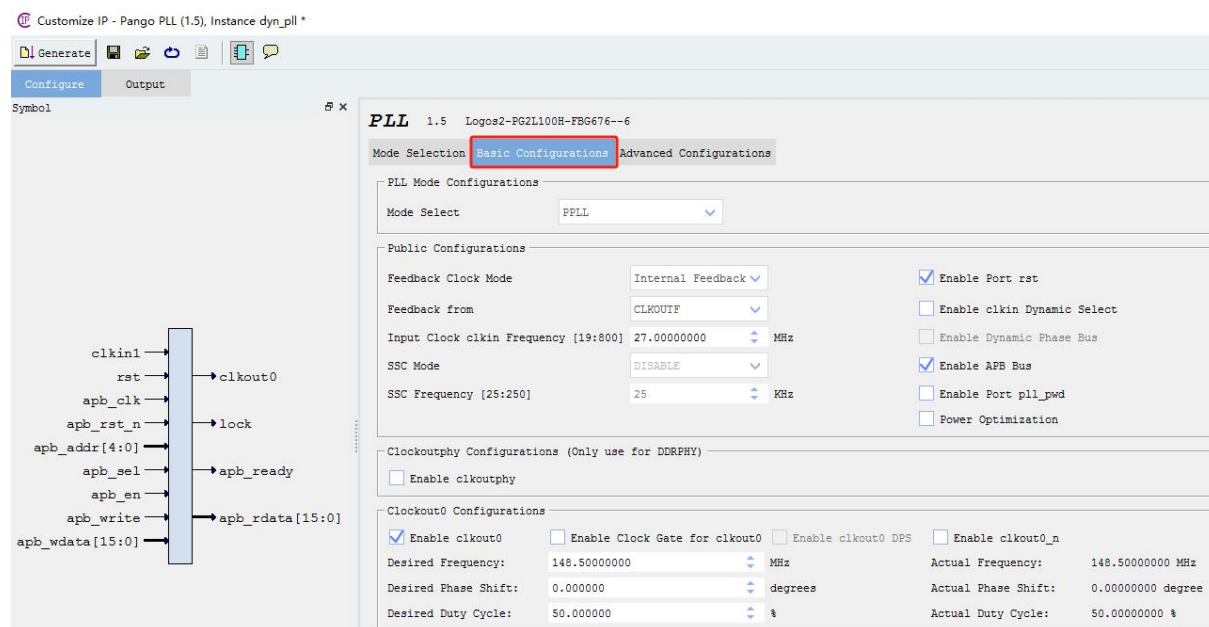 Customize IP - Pango PLL (1.5), Instance dyn_pll *
Generate
Configure Output
Symbol
clkin1
rst
apb_clk
apb_rst_n
apb_addr[4:0]
apb_sel
apb_en
apb_write
apb_wdata[15:0]
clkout0
lock
apb_ready
apb_rdata[15:0]
PLL 1.5 Logos2-PG2L100H-FBG676--6
Mode Selection Basic Configurations Advanced Configurations
PLL Mode Configurations
Mode Select PPLL
Public Configurations
Feedback Clock Mode Internal Feedback Enable Port rst
Feedback from CLKOUTF Enable clkin Dynamic Select
Input Clock clkin Frequency [19:800] 27.00000000 MHz Enable Dynamic Phase Bus
SSC Mode DISABLE Enable APB Bus
SSC Frequency [25:250] 25 KHz Enable Port pll_pwd
Power Optimization
Clockoutphy Configurations (Only use for DDRPHY)
Enable clkoutphy
Clockout0 Configurations
Enable clkout0 Enable Clock Gate for clkout0 Enable clkout0 DPS Enable clkout0_n
Desired Frequency: 148.50000000 MHz Actual Frequency: 148.50000000 MHz
Desired Phase Shift: 0.000000 degrees Actual Phase Shift: 0.00000000 degree
Desired Duty Cycle: 50.000000 % Actual Duty Cycle: 50.00000000 %